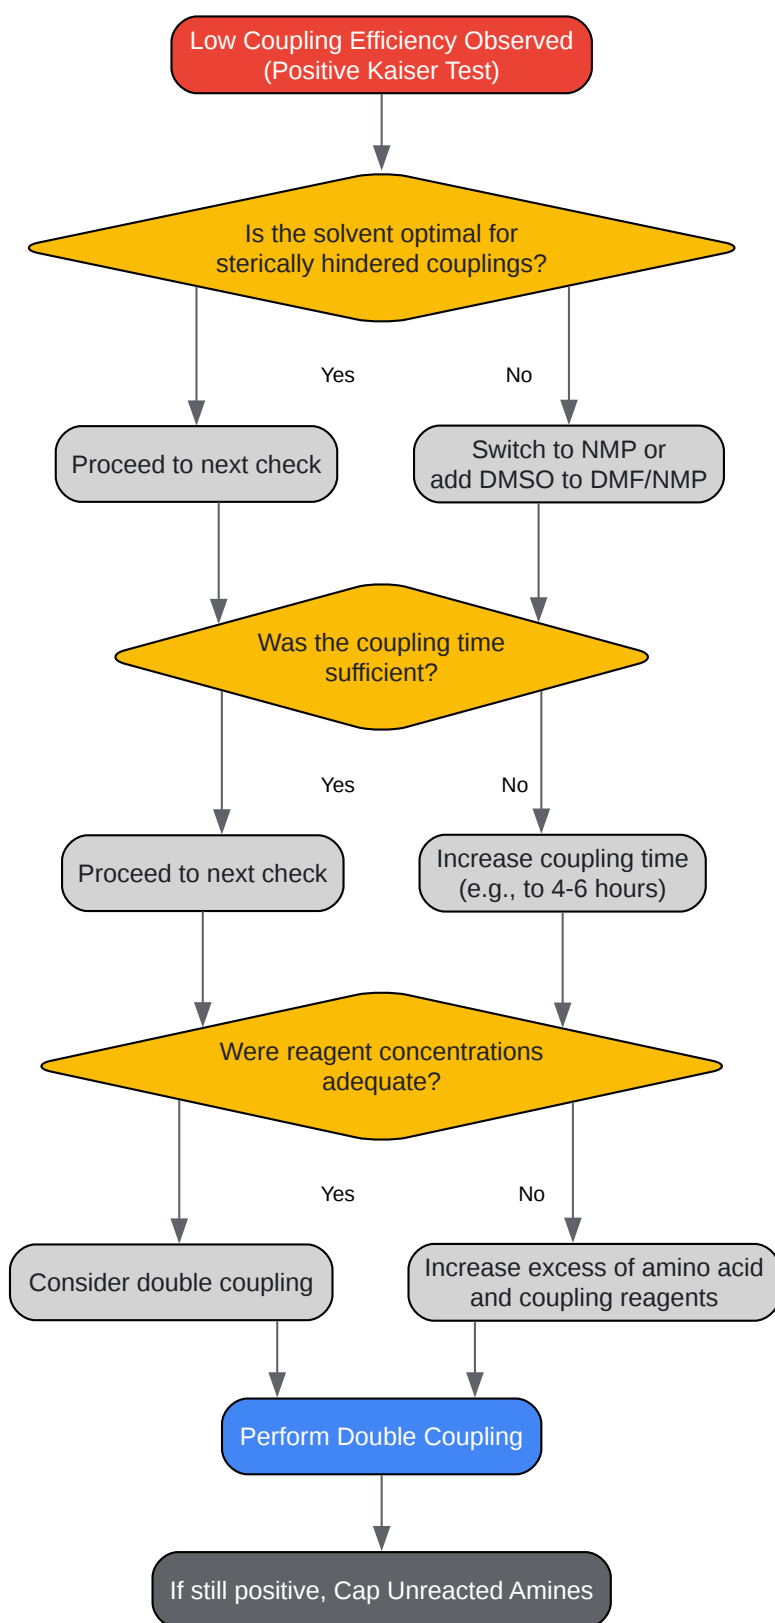 Low Coupling Efficiency Observed
(Positive Kaiser Test)
Is the solvent optimal for
sterically hindered couplings?
Yes
No
Proceed to next check
Switch to NMP or
add DMSO to DMF/NMP
Was the coupling time
sufficient?
Yes
No
Proceed to next check
Increase coupling time
(e.g., to 4-6 hours)
Were reagent concentrations
adequate?
Yes
No
Consider double coupling
Increase excess of amino acid
and coupling reagents
Perform Double Coupling
If still positive, Cap Unreacted Amines